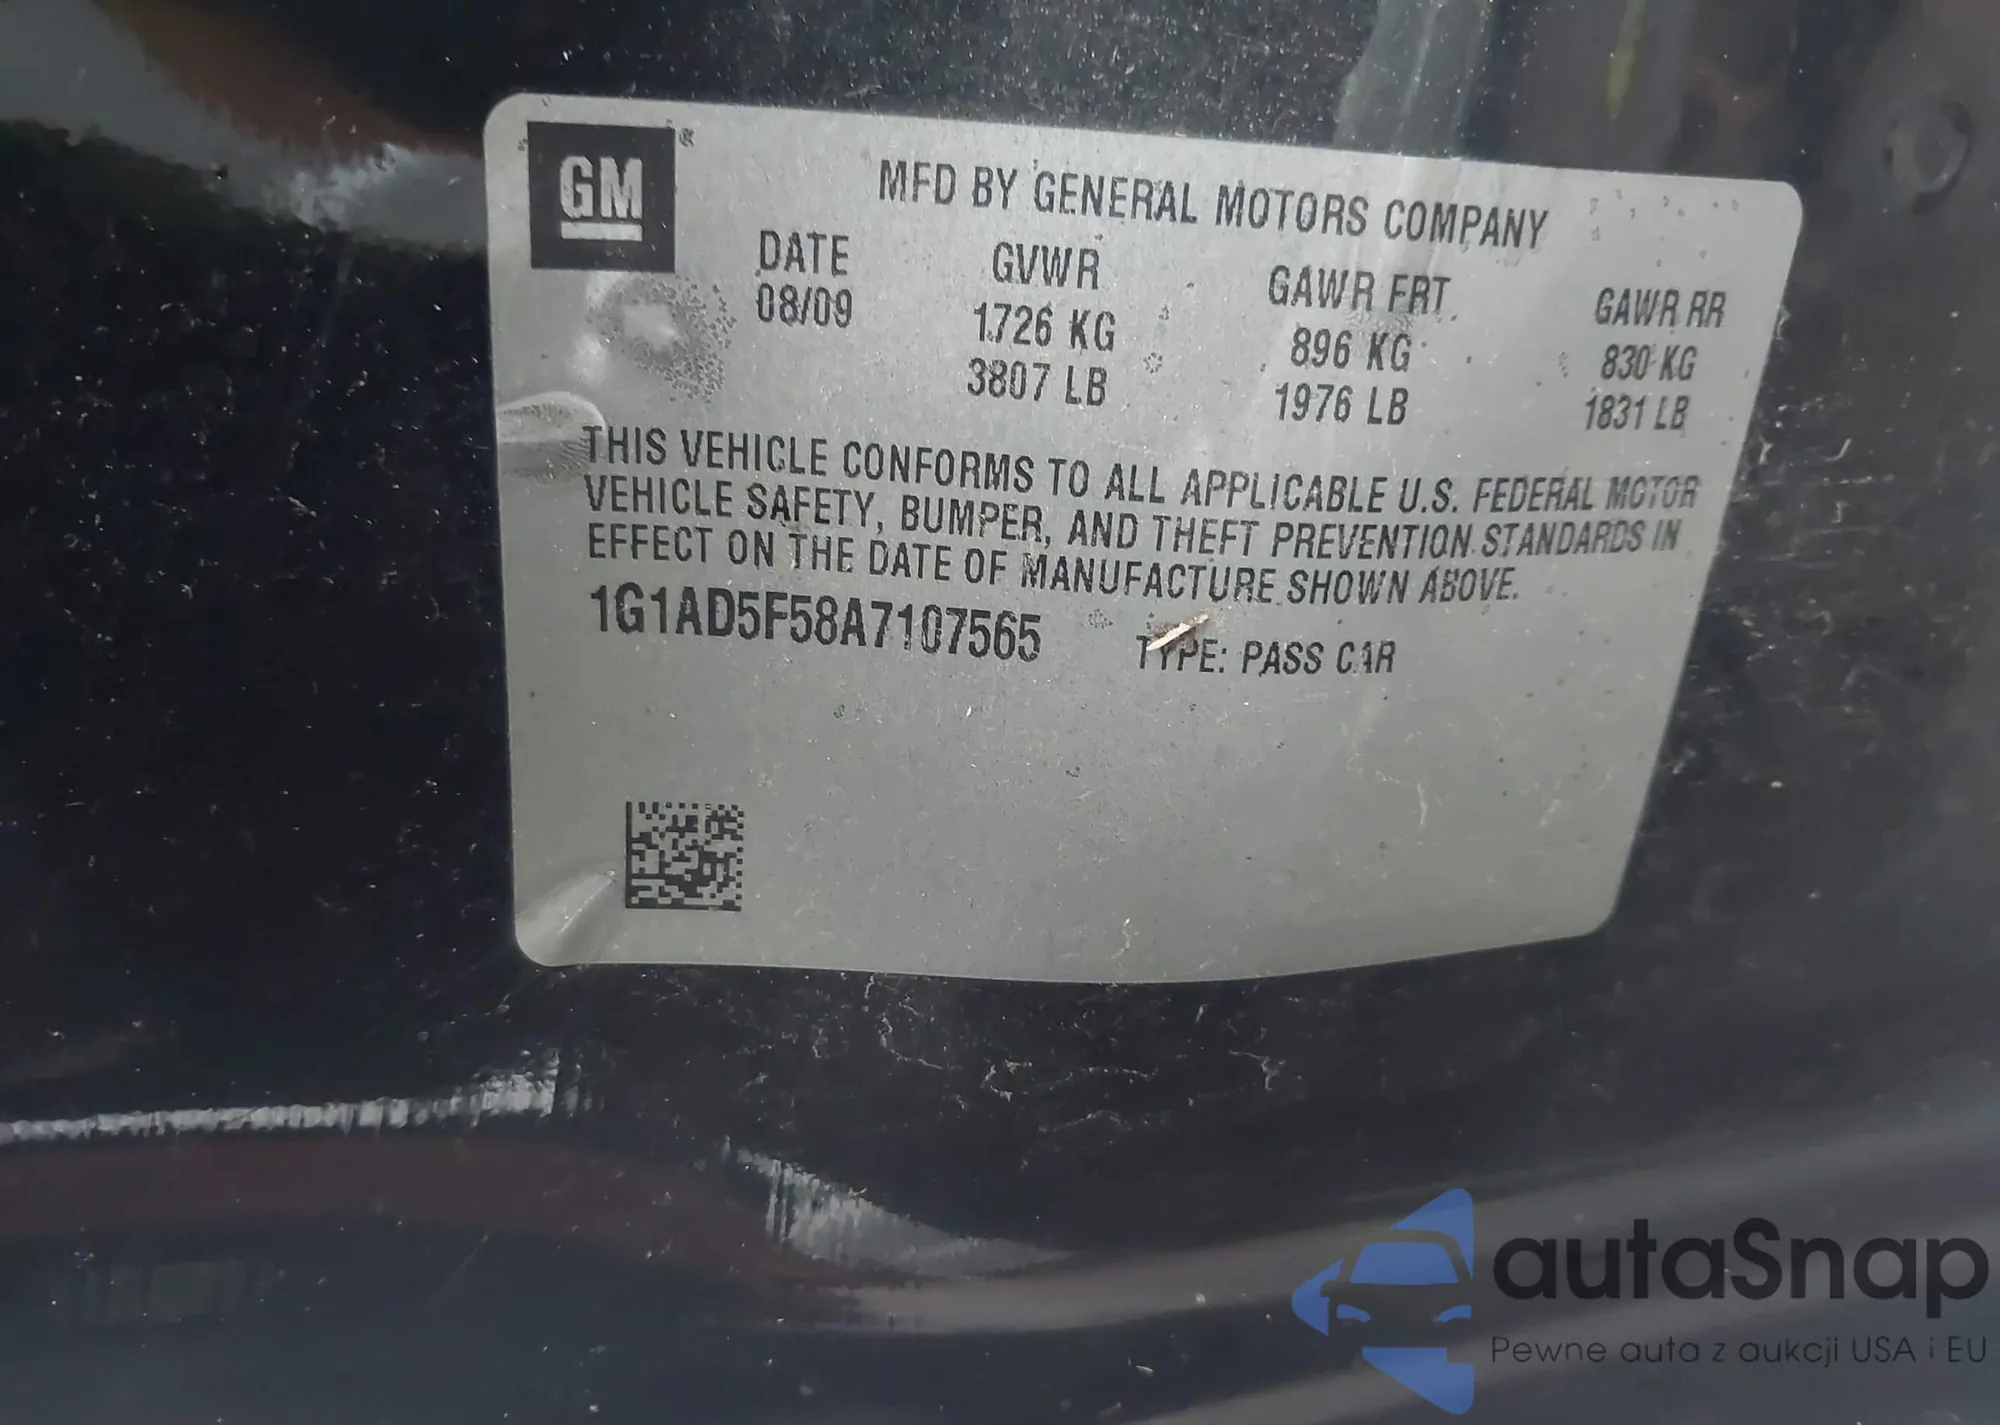 GM®
MFD BY GENERAL MOTORS COMPANY
DATE GVWR GAWR FRT GAWR RR
08/09 1726 KG 896 KG 830 KG
3807 LB 1976 LB 1831 LB
THIS VEHICLE CONFORMS TO ALL APPLICABLE U.S. FEDERAL MOTOR
VEHICLE SAFETY, BUMPER, AND THEFT PREVENTION STANDARDS IN
EFFECT ON THE DATE OF MANUFACTURE SHOWN ABOVE.
1G1AD5F58A7107565 TYPE: PASS CAR
autaSnap
Pewne auta z aukcji USA i EU